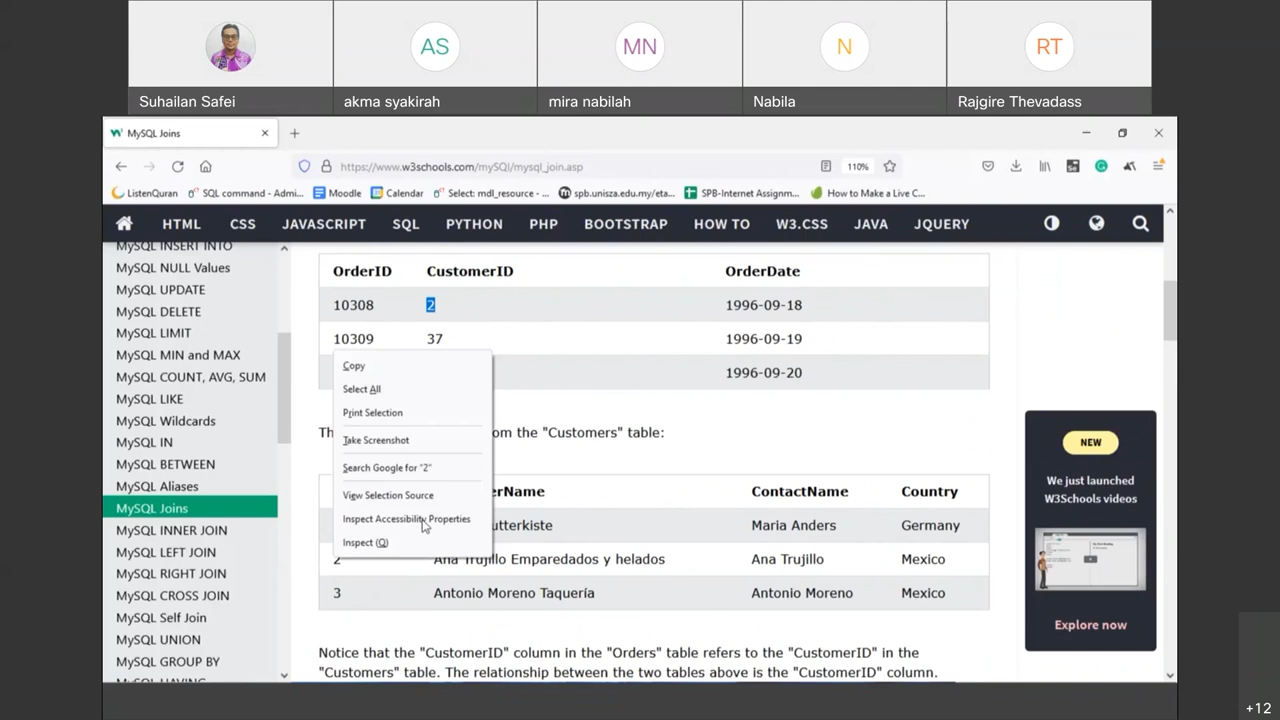 AS
MN
N
RT
Suhailan Safei
akma syakirah
mira nabilah
Nabila
Rajgire Thevadass
MySQL Joins
https://www.w3schools.com/mySQl/mysql_join.asp
110%
ListenQuran
SQL command - Admi...
Moodle
Calendar
Select: mdl_resource - ...
spb.unisza.edu.my/eta...
SPB-Internet Assignm...
How to Make a Live C...
HTML
CSS
JAVASCRIPT
SQL
PYTHON
PHP
BOOTSTRAP
HOW TO
W3.CSS
JAVA
JQUERY
MySQL INSERT INTO
MySQL NULL Values
MySQL UPDATE
MySQL DELETE
MySQL LIMIT
MySQL MIN and MAX
MySQL COUNT, AVG, SUM
MySQL LIKE
MySQL Wildcards
MySQL IN
MySQL BETWEEN
MySQL Aliases
MySQL Joins
MySQL INNER JOIN
MySQL LEFT JOIN
MySQL RIGHT JOIN
MySQL CROSS JOIN
MySQL Self Join
MySQL UNION
MySQL GROUP BY
MySQL HAVING
OrderID CustomerID OrderDate
10308 2 1996-09-18
10309 37 1996-09-19
1996-09-20
Copy
Select All
Print Selection
Take Screenshot
Search Google for "2"
View Selection Source
Inspect Accessibility Properties
Inspect (Q)
Th
om the "Customers" table:
erName ContactName Country
utterkiste Maria Anders Germany
2 Ana Trujillo Emparedados y helados Ana Trujillo Mexico
3 Antonio Moreno Taquería Antonio Moreno Mexico
Notice that the "CustomerID" column in the "Orders" table refers to the "CustomerID" in the
"Customers" table. The relationship between the two tables above is the "CustomerID" column.
NEW
We just launched
W3Schools videos
Explore now
+12